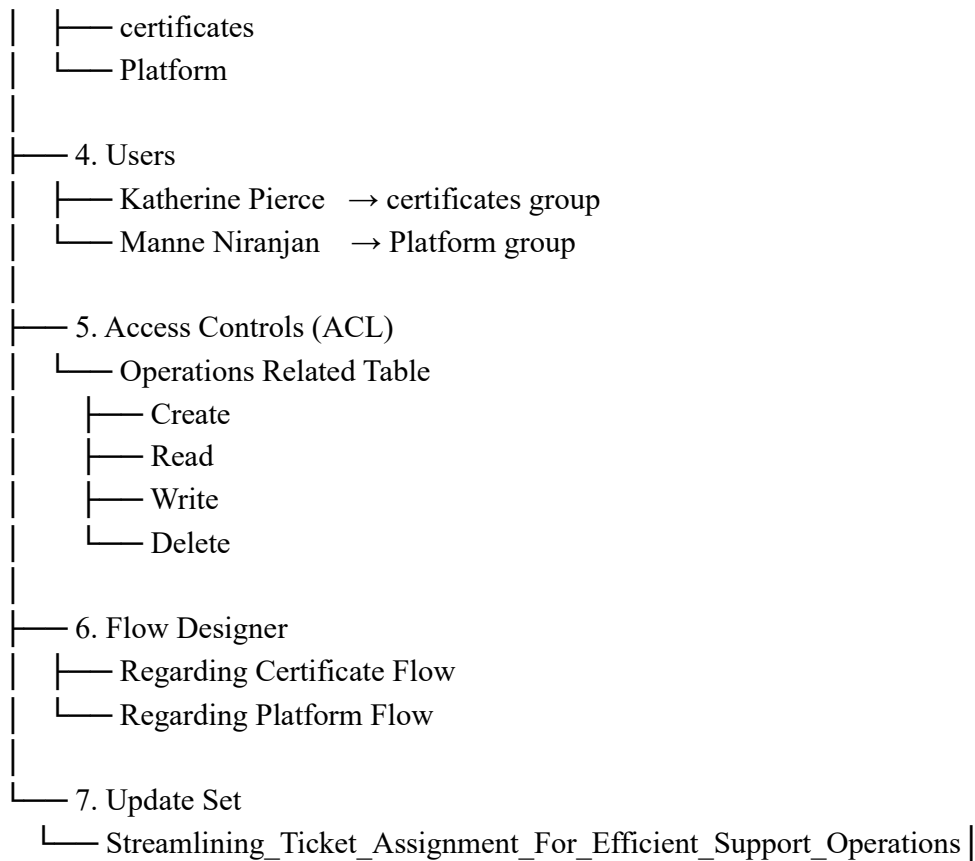 │ ├── certificates
│ └── Platform
│
├── 4. Users
│ ├── Katherine Pierce → certificates group
│ └── Manne Niranjan → Platform group
│
├── 5. Access Controls (ACL)
│ └── Operations Related Table
│ ├── Create
│ ├── Read
│ ├── Write
│ └── Delete
│
├── 6. Flow Designer
│ ├── Regarding Certificate Flow
│ └── Regarding Platform Flow
│
└── 7. Update Set
└── Streamlining_Ticket_Assignment_For_Efficient_Support_Operations